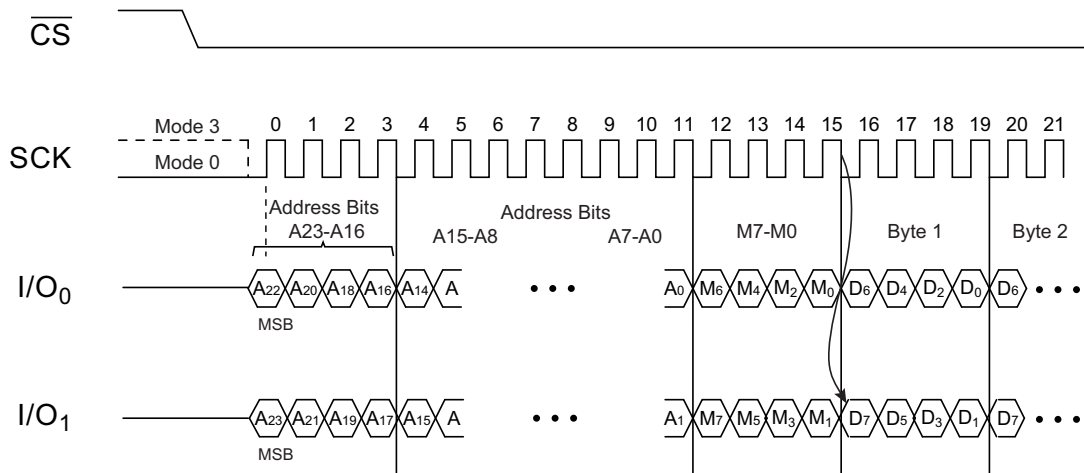 CS
Mode 3
0 1 2 3 4 5 6 7 8 9 10 11 12 13 14 15 16 17 18 19 20 21
SCK
Mode 0
Address Bits
A23-A16
Address Bits
A15-A8
A7-A0
M7-M0
Byte 1
Byte 2
I/O0
A22 A20 A18 A16 A14 A • • • A0 M6 M4 M2 M0 D6 D4 D2 D0 D6 • • •
MSB
I/O1
A23 A21 A19 A17 A15 A • • • A1 M7 M5 M3 M1 D7 D5 D3 D1 D7 • • •
MSB